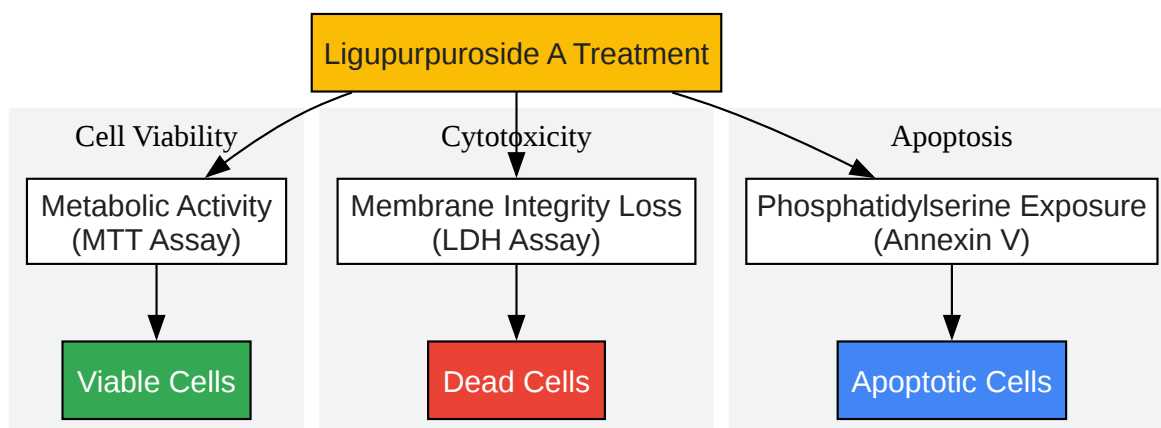 Ligupurpuroside A Treatment
Cell Viability
Cytotoxicity
Apoptosis
Metabolic Activity
(MTT Assay)
Membrane Integrity Loss
(LDH Assay)
Phosphatidylserine Exposure
(Annexin V)
Viable Cells
Dead Cells
Apoptotic Cells